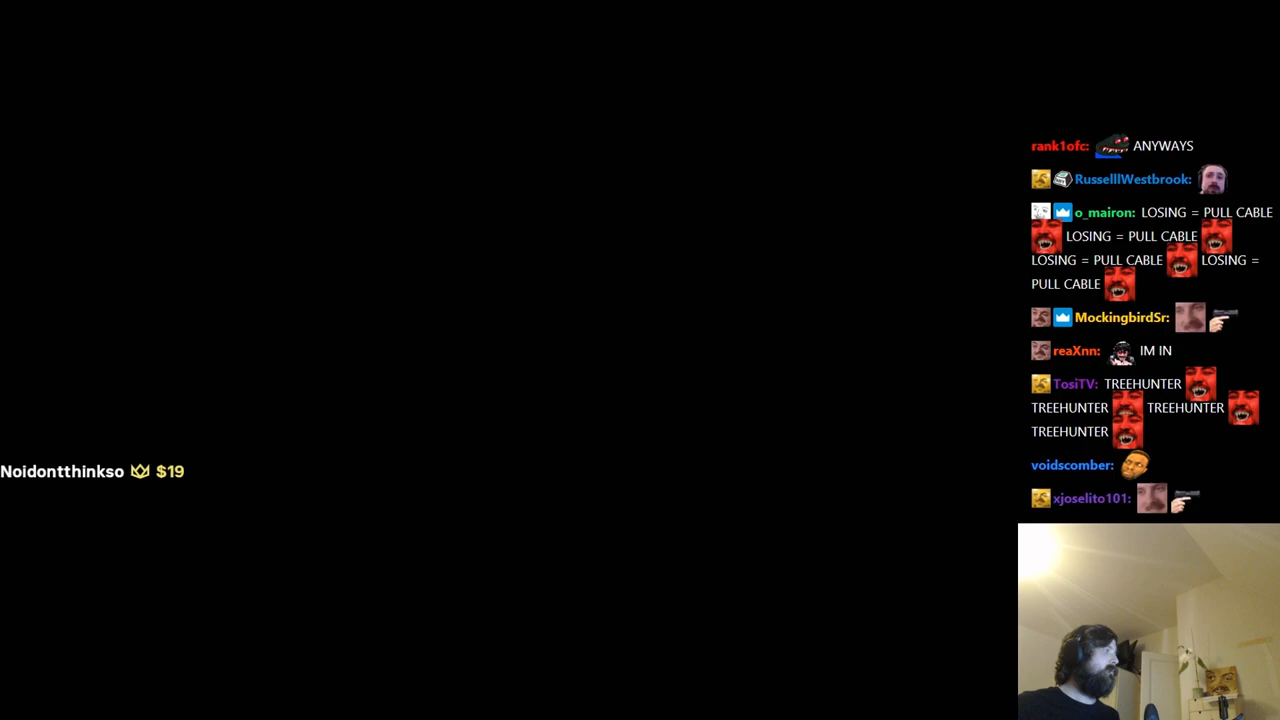 rank1ofc: ANYWAYS
RusselllWestbrook:
o_mairon: LOSING = PULL CABLE
LOSING = PULL CABLE
LOSING = PULL CABLE LOSING =
PULL CABLE
MockingbirdSr:
reaXnn: IM IN
TosiTV: TREEHUNTER
TREEHUNTER TREEHUNTER
TREEHUNTER
voidscomber:
Noidontthinkso $19
xjoselito101: